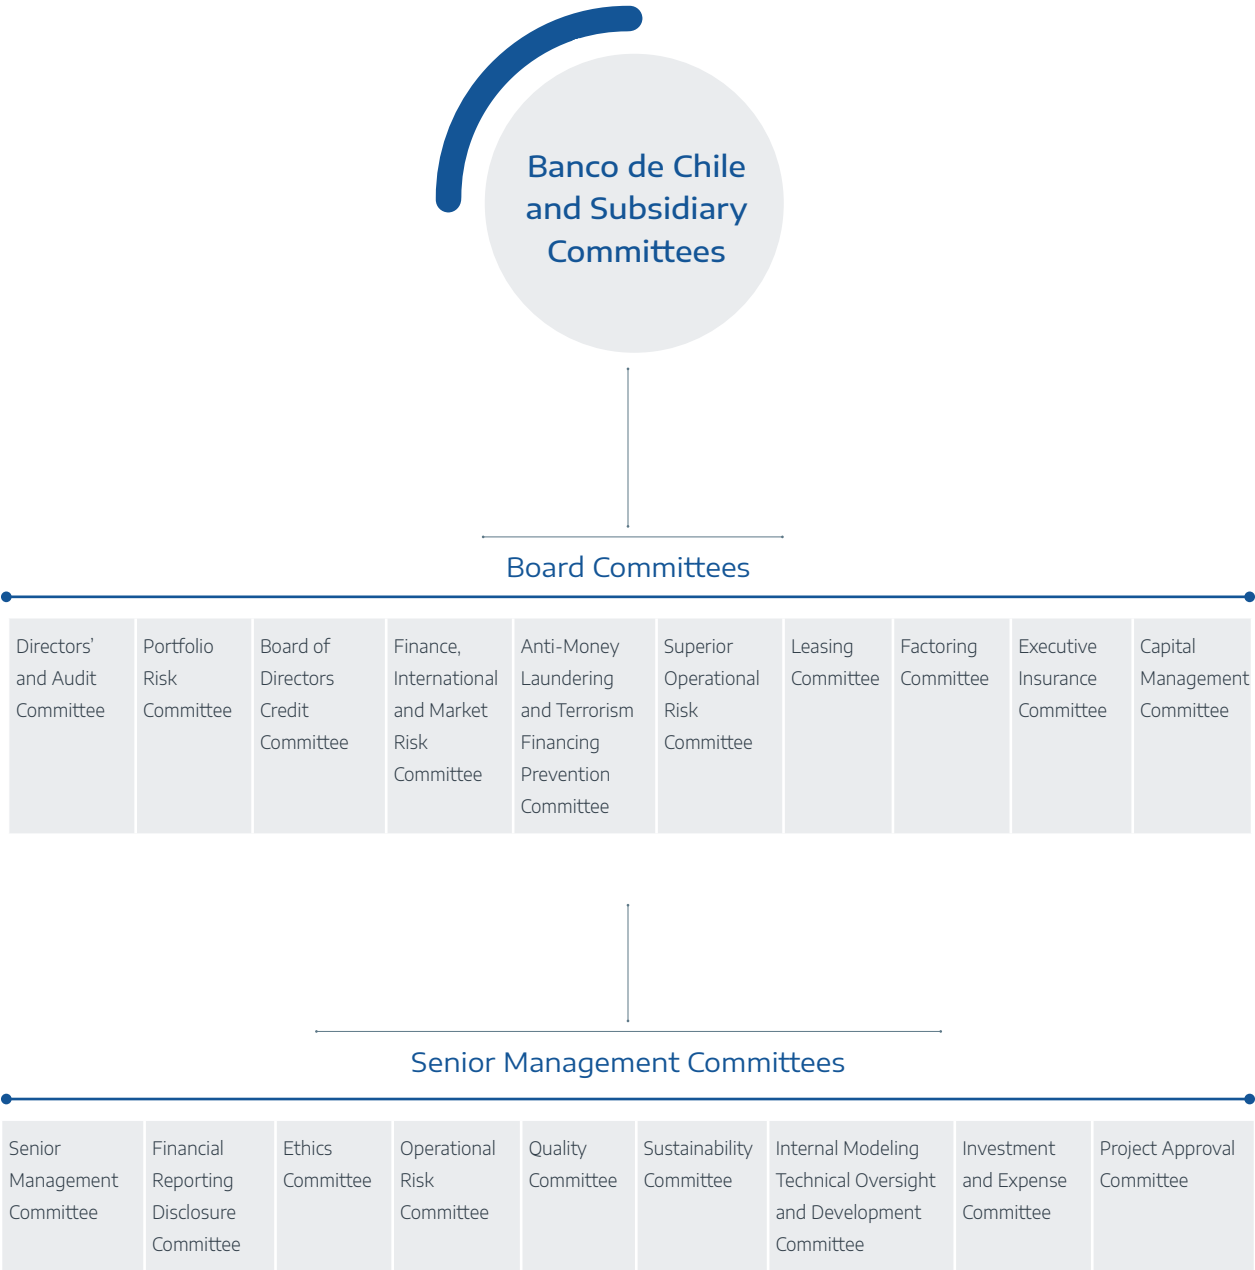 Banco de Chile
and Subsidiary
Committees
Board Committees
Directors’
and Audit
Committee
Portfolio
Risk
Committee
Board of
Directors
Credit
Committee
Finance,
International
and Market
Risk
Committee
Anti-Money
Laundering
and Terrorism
Financing
Prevention
Committee
Superior
Operational
Risk
Committee
Leasing
Committee
Factoring
Committee
Executive
Insurance
Committee
Capital
Management
Committee
Senior Management Committees
Senior
Management
Committee
Financial
Reporting
Disclosure
Committee
Ethics
Committee
Operational
Risk
Committee
Quality
Committee
Sustainability
Committee
Internal Modeling
Technical Oversight
and Development
Committee
Investment
and Expense
Committee
Project Approval
Committee